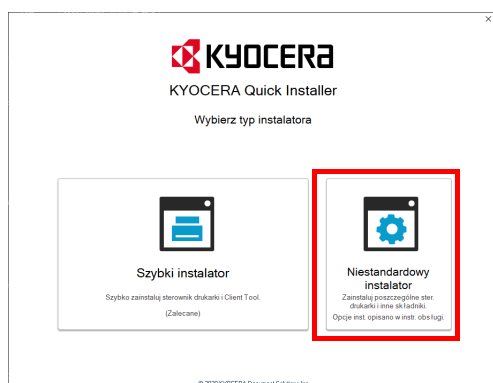 KYOCERA
KYOCERA Quick Installer
Wybierz typ instalatora
Szybki instalator
Szybko zainstaluj sterownik drukarki i Client Tool.
(Zalecane)
Niestandardowy
instalator
Zainstaluj poszczególne ster.
drukarki i inne składniki.
Opcje inst. opisano w instr. obsługi.